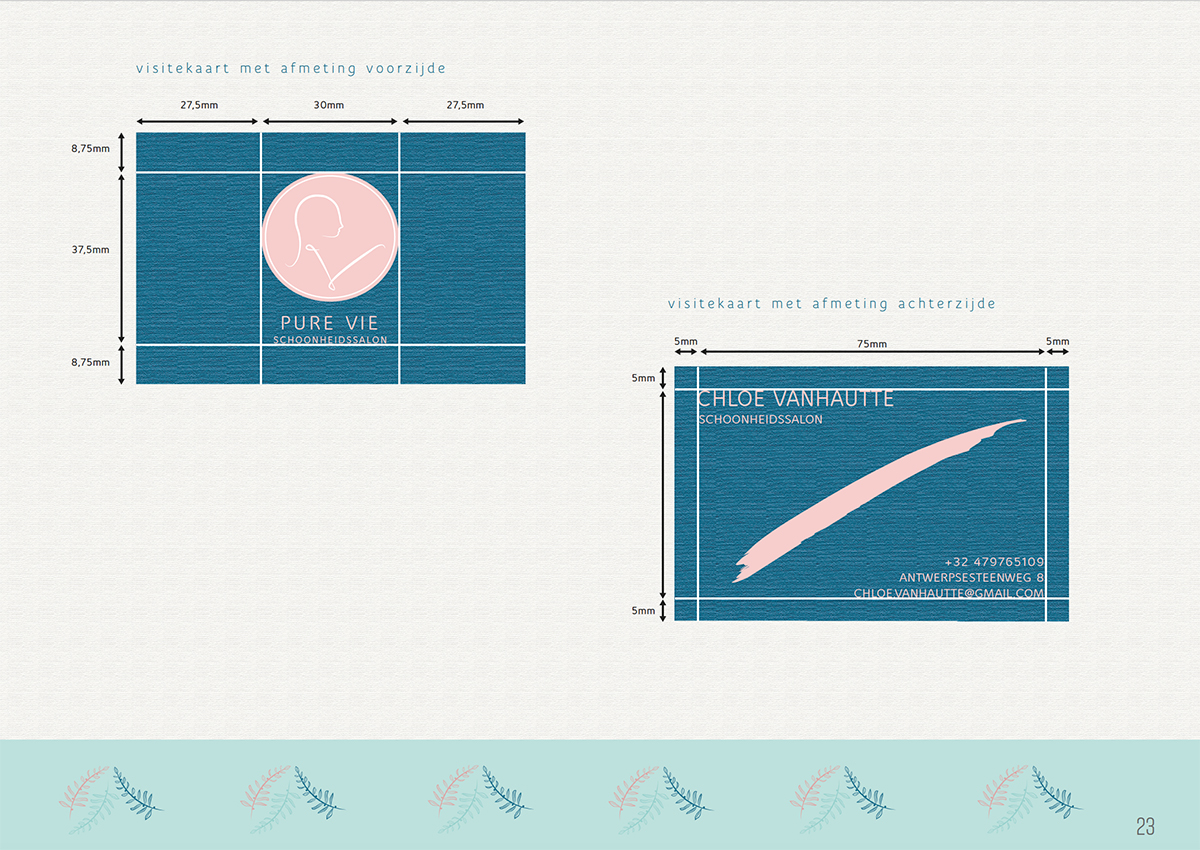 visitekaart met afmeting voorzijde
27,5mm 30mm 27,5mm
8,75mm
37,5mm
8,75mm
PURE VIE
SCHOONHEIDSSALON
visitekaart met afmeting achterzijde
5mm 75mm 5mm
5mm
CHLOE VANHAUTTE
SCHOONHEIDSSALON
+32 479765109
ANTWERPSESTEENWEG 8
CHLOE.VANHAUTTE@GMAIL.COM
5mm
23